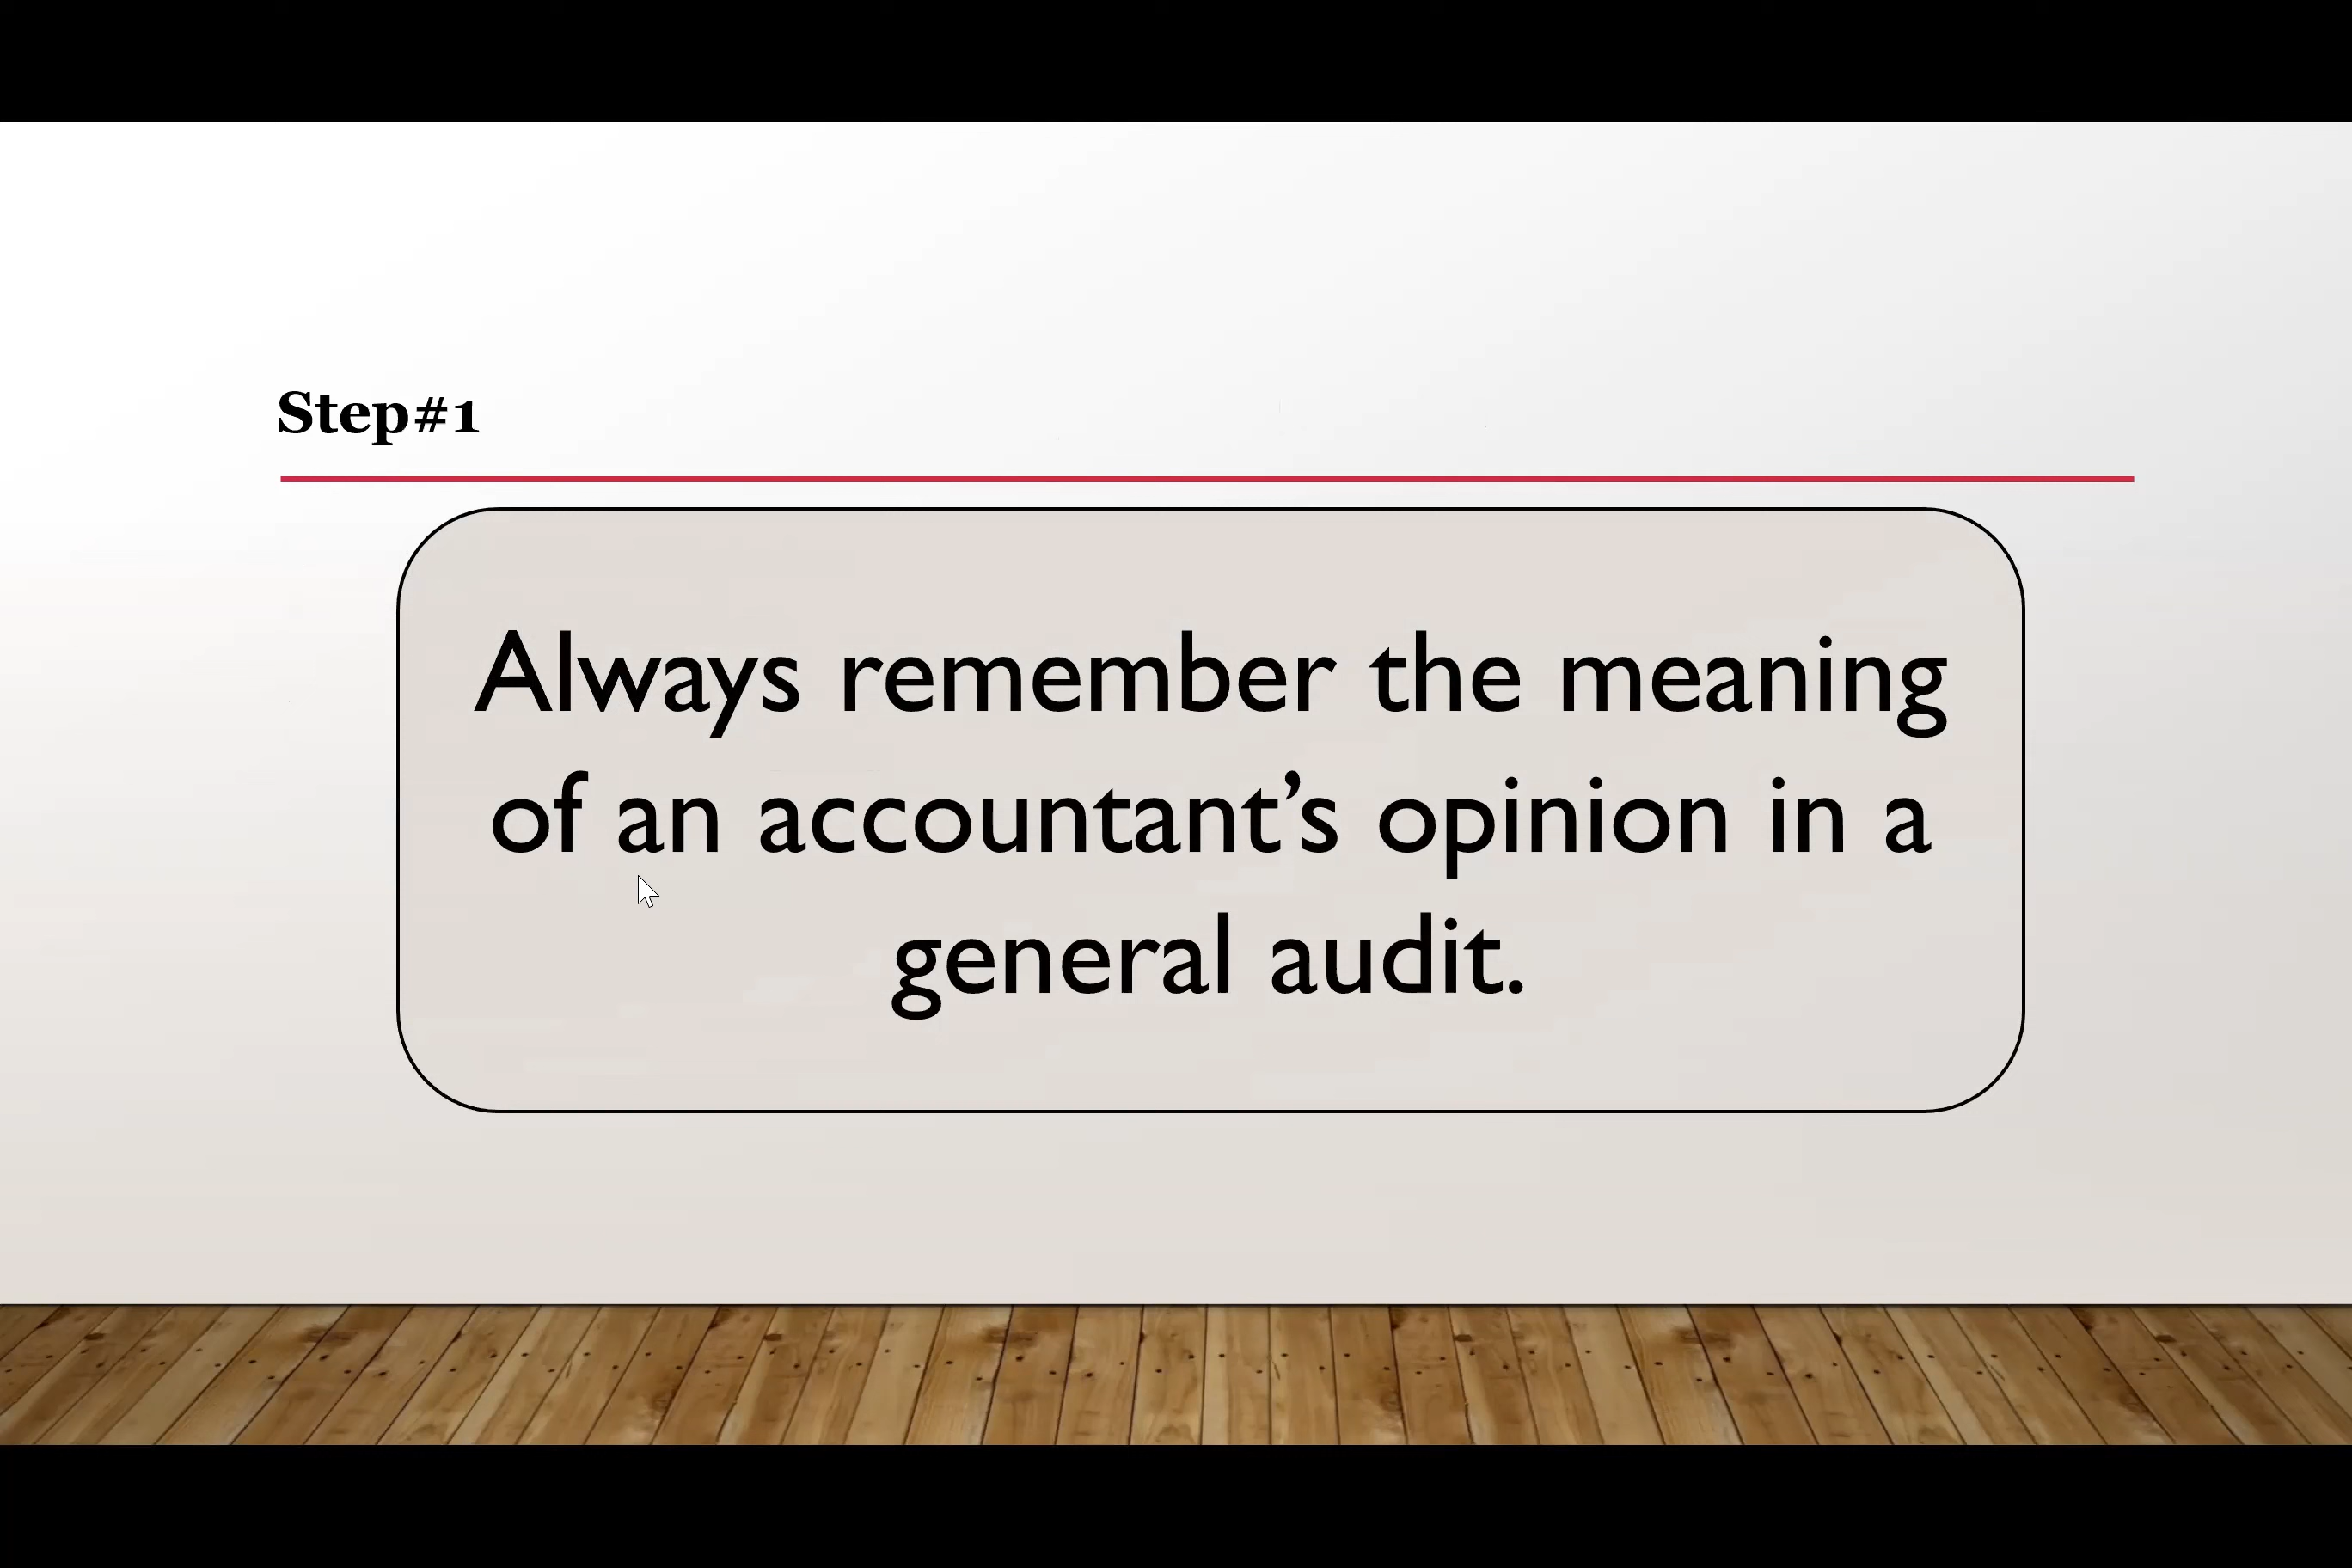 Step#1
Always remember the meaning
of an accountant’s opinion in a
general audit.